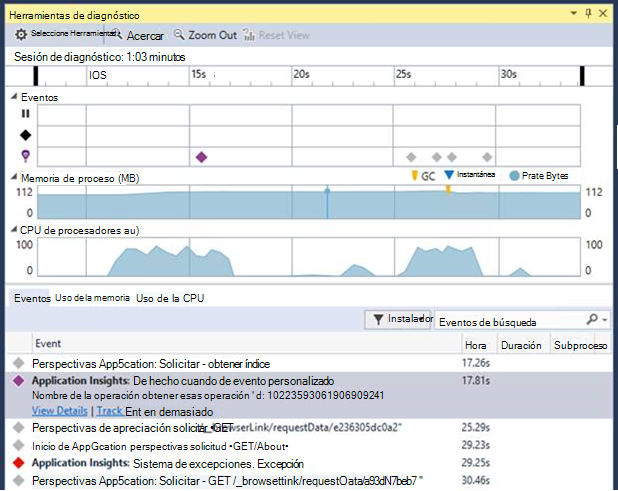 Herramientas de diagnóstico
Seleccione Herramientas Acercar Zoom Out Reset View
Sesión de diagnóstico: 1:03 minutos
IOS 15s 20s 25s 30s
Eventos
Memoria de proceso (MB) GC Instantánea Prate Bytes
112 112
0 0
CPU de procesadores au)
100 100
0 0
Eventos Uso de la memoria Uso de la CPU
Instalador Eventos de búsqueda
Event Hora Duración Subproceso
Perspectivas App5cation: Solicitar - obtener índice 17.26s
Application Insights: De hecho cuando de evento personalizado 17.81s
Nombre de la operación obtener esas operación ' d: 10223593061906909241
View Details | Track Ent en demasiado
Perspectivas de apreciación solicitar GET /_browserLink/requestData/e236305dc0a2" 25.29s
Inicio de AppGcation perspectivas solicitud •GET/About• 29.23s
Application Insights: Sistema de excepciones. Excepción 29.25s
Perspectivas App5cation: Solicitar - GET /_browsetlink/requestOata/a93dN7beb7 " 30.46s